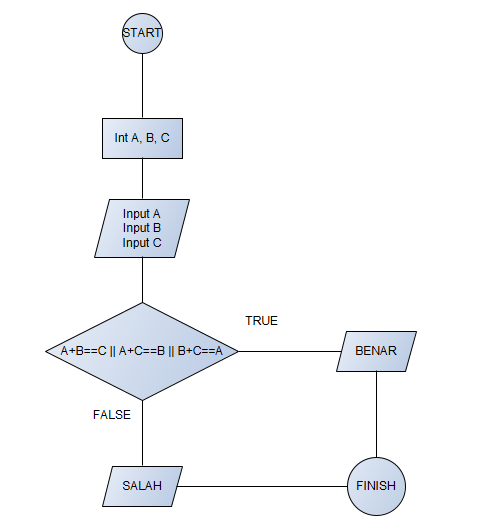 START
Int A, B, C
Input A
Input B
Input C
A+B==C || A+C==B || B+C==A
TRUE
BENAR
FALSE
SALAH
FINISH